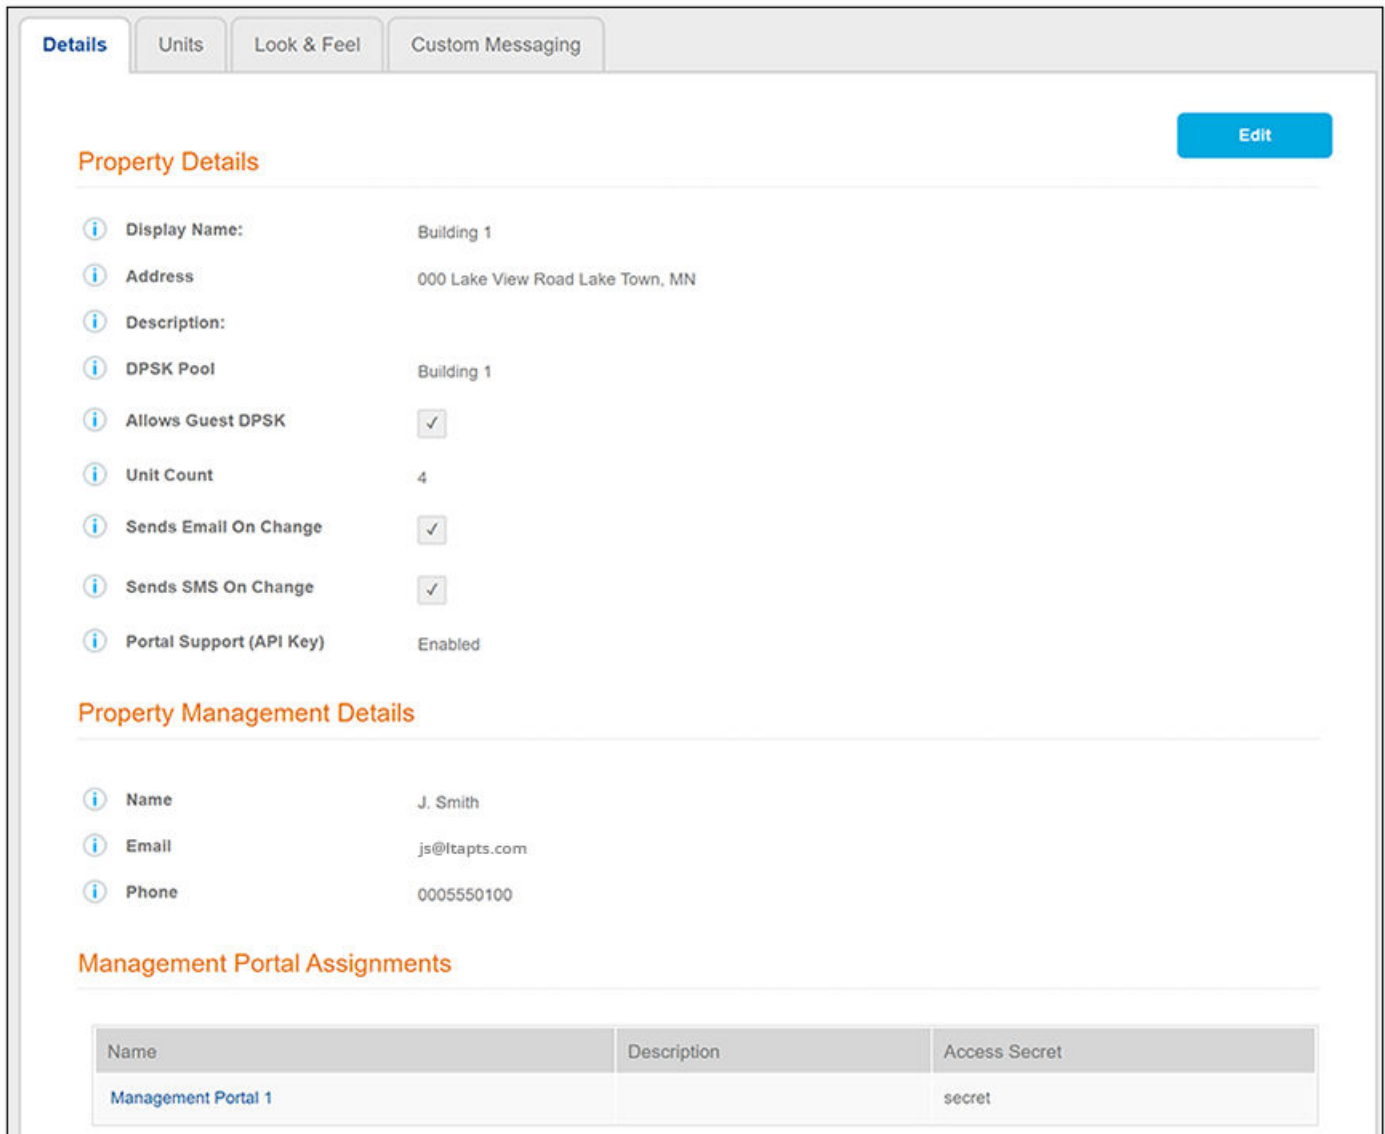 Details Units Look & Feel Custom Messaging
Edit
Property Details
Display Name: Building 1
Address 000 Lake View Road Lake Town, MN
Description:
DPSK Pool Building 1
Allows Guest DPSK ✓
Unit Count 4
Sends Email On Change ✓
Sends SMS On Change ✓
Portal Support (API Key) Enabled
Property Management Details
Name J. Smith
Email js@ltapts.com
Phone 0005550100
Management Portal Assignments
Name Description Access Secret
Management Portal 1 secret